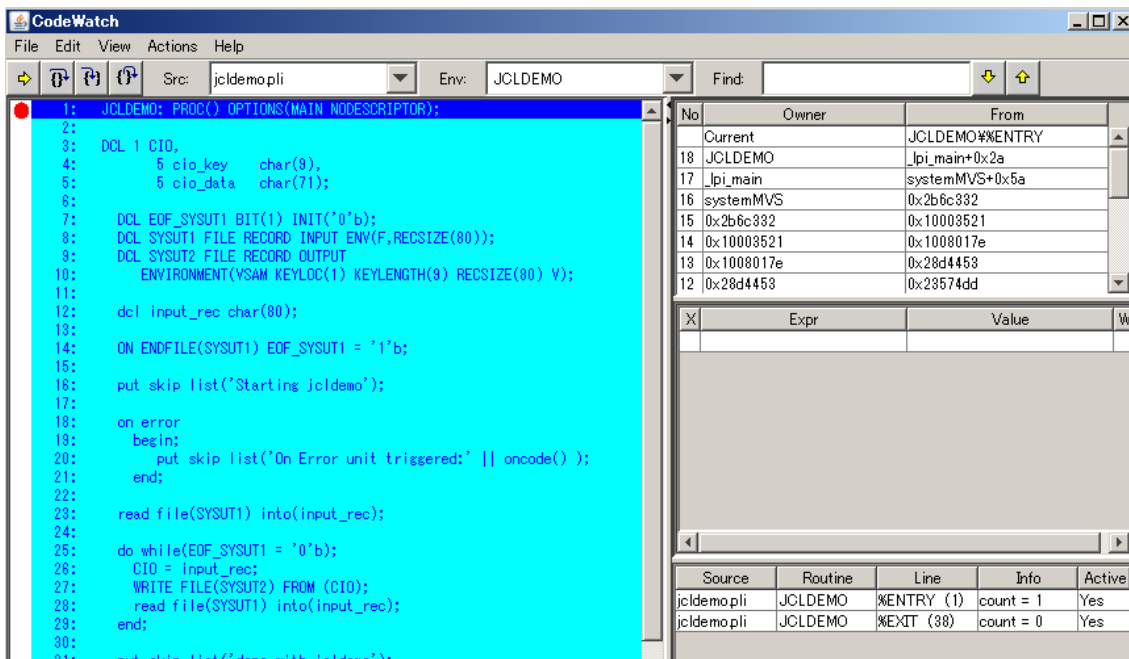 CodeWatch
File Edit View Actions Help
Src: jcldemo.pli Env: JCLDEMO Find:
1: JCLDEMO: PROC() OPTIONS(MAIN NODESCRIPTOR);
2:
3: DCL 1 CIO,
4: 5 cio_key char(9),
5: 5 cio_data char(71);
6:
7: DCL EOF_SYSUT1 BIT(1) INIT('0'b);
8: DCL SYSUT1 FILE RECORD INPUT ENV(F,RECSIZE(80));
9: DCL SYSUT2 FILE RECORD OUTPUT
10: ENVIRONMENT(VSAM KEYLOC(1) KEYLENGTH(9) RECSIZE(80) V);
11:
12: dcl input_rec char(80);
13:
14: ON ENDFILE(SYSUT1) EOF_SYSUT1 = '1'b;
15:
16: put skip list('Starting jcldemo');
17:
18: on error
19: begin;
20: put skip list('On Error unit triggered:' || oncode() );
21: end;
22:
23: read file(SYSUT1) into(input_rec);
24:
25: do while(EOF_SYSUT1 = '0'b);
26: CIO = input_rec;
27: WRITE FILE(SYSUT2) FROM (CIO);
28: read file(SYSUT1) into(input_rec);
29: end;
30:
No Owner From
Current JCLDEMO¥%ENTRY
18 JCLDEMO _lpi_main+0x2a
17 _lpi_main systemMVS+0x5a
16 systemMVS 0x2b6c332
15 0x2b6c332 0x10003521
14 0x10003521 0x1008017e
13 0x1008017e 0x28d4453
12 0x28d4453 0x23574dd
X Expr Value
Source Routine Line Info Active
jcldemo.pli JCLDEMO %ENTRY (1) count = 1 Yes
jcldemo.pli JCLDEMO %EXIT (38) count = 0 Yes